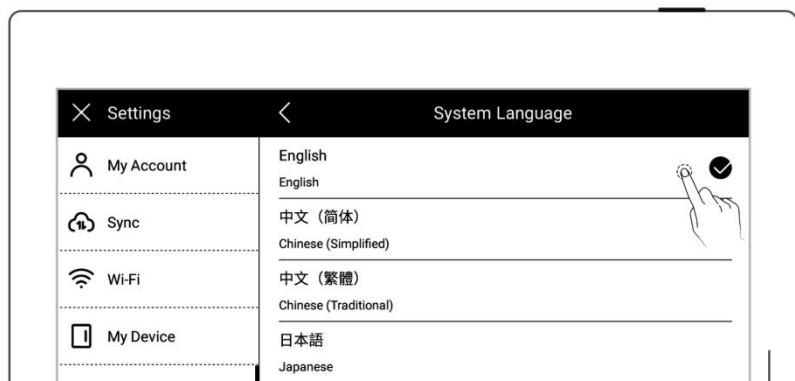 Settings
System Language
My Account
Sync
Wi-Fi
My Device
English
English
中文（简体）
Chinese (Simplified)
中文（繁體）
Chinese (Traditional)
日本語
Japanese